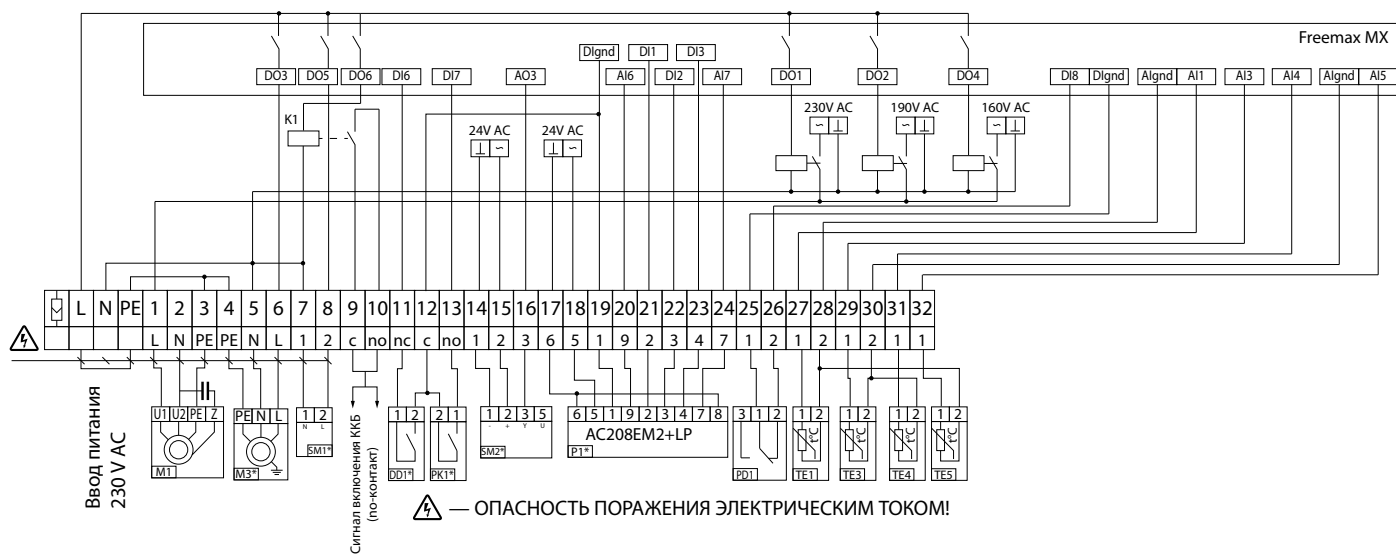 Freemax MX
DIgnd DI1 DI3
DO3 DO5 DO6 DI6 DI7 AO3 AI6 DI2 AI7 DO1 DO2 DO4 DI8 DIgnd AIgnd AI1 AI3 AI4 AIgnd AI5
230V AC 190V AC 160V AC
K1
24V AC 24V AC
L N PE 1 2 3 4 5 6 7 8 9 10 11 12 13 14 15 16 17 18 19 20 21 22 23 24 25 26 27 28 29 30 31 32
L N PE PE N L 1 2 c no nc c no 1 2 3 6 5 1 9 2 3 4 7 1 2 1 2 1 2 1 1
Ввод питания
230 V AC
U1 U2 PE Z
M1
PE N L
M3*
1 2
N L
SM1*
Сигнал включения ККБ
(no-контакт)
1 2
DD1*
2 1
PK1*
1 2 3 5
- + Y U
SM2*
6 5 1 9 2 3 4 7 8
AC208EM2+LP
P1*
3 1 2
PD1
1 2
t°C
TE1
1 2
t°C
TE3
1 2
t°C
TE4
1 2
t°C
TE5
— ОПАСНОСТЬ ПОРАЖЕНИЯ ЭЛЕКТРИЧЕСКИМ ТОКОМ!